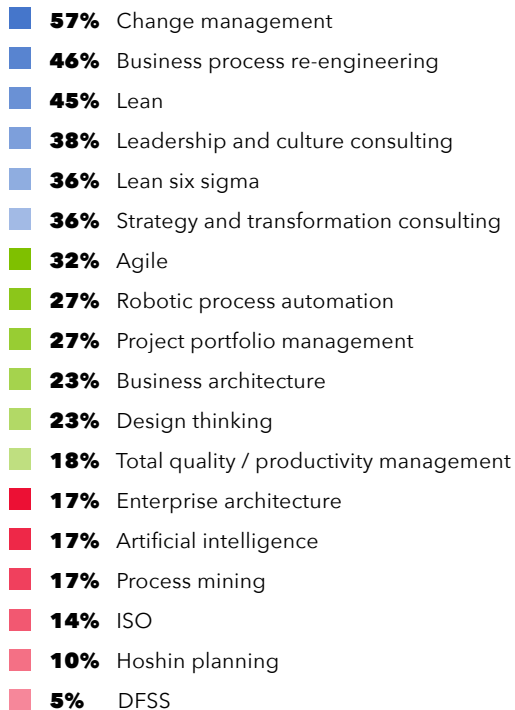 57% Change management
46% Business process re-engineering
45% Lean
38% Leadership and culture consulting
36% Lean six sigma
36% Strategy and transformation consulting
32% Agile
27% Robotic process automation
27% Project portfolio management
23% Business architecture
23% Design thinking
18% Total quality / productivity management
17% Enterprise architecture
17% Artificial intelligence
17% Process mining
14% ISO
10% Hoshin planning
5% DFSS